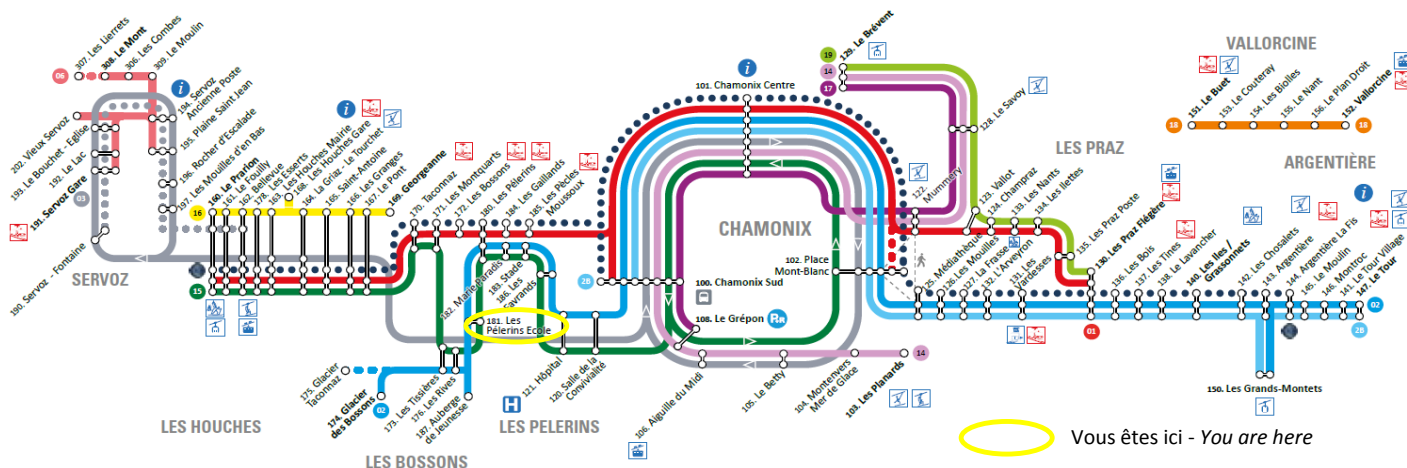 307. Les Lierrets
308. Le Mont
306. Les Combes
309. Le Moulin
06
i
194. Servoz
Ancienne Poste
195. Plaine Saint Jean
196. Rocher d'Escalade
197. Les Mouilles d'en Bas
202. Vieux Servoz
193. Le Bouchet - Eglise
192. Le Lac
191. Servoz Gare
03
190. Servoz - Fontaine
SERVOZ
16
15
160. Le Prarion
161. Le Fouilly
162. Bellevue
178. Les Esserts
163. Les Houches Mairie
148. Les Houches Gare
164. La Griaz - Le Tourchet
165. Saint-Antoine
166. Les Granges
167. Le Pont
169. Georgeanne
i
LES HOUCHES
170. Taconnaz
171. Les Montquarts
172. Les Bossons
180. Les Pélerins
184. Les Gaillands
185. Les Pècles
Moussoux
182. Marie Paradis
183. Stade
186. Les
Favrands
181. Les
Pélerins Ecole
175. Glacier
Taconnaz
174. Glacier
des Bossons
02
173. Les Tissières
176. Les Rives
187. Auberge
de Jeunesse
LES BOSSONS
H
LES PELERINS
121. Hôpital
120. Salle de la
Convivialité
2B
i
101. Chamonix Centre
CHAMONIX
102. Place
Mont-Blanc
100. Chamonix Sud
108. Le Grépon
106. Aiguille du Midi
105. Le Betty
104. Montenvers
Mer de Glace
103. Les Planards
14
19
14
17
129. Le Brévent
128. Le Savoy
122.
Mummery
123. Vallot
124. Champraz
133. Les Nants
134. Les Ilettes
LES PRAZ
135. Les Praz Poste
130. Les Praz Flégère
01
125. Médiathèque
126. Les Mouilles
127. La Frasse
132. L'Aveyron
131. Les
Vardesses
136. Les Bois
137. Les Tines
138. Le Lavancher
140. Les Iles /
Grassonnets
142. Les Chosalets
143. Argentière
144. Argentière La Fis
145. Le Moulin
146. Montroc
141. Le Tour Village
147. Le Tour
02
2B
150. Les Grands-Montets
ARGENTIÈRE
i
VALLORCINE
18
151. Le Buet
153. Le Couteray
154. Les Biolles
155. Le Nant
156. Le Plan Droit
152. Vallorcine
18
Vous êtes ici - You are here